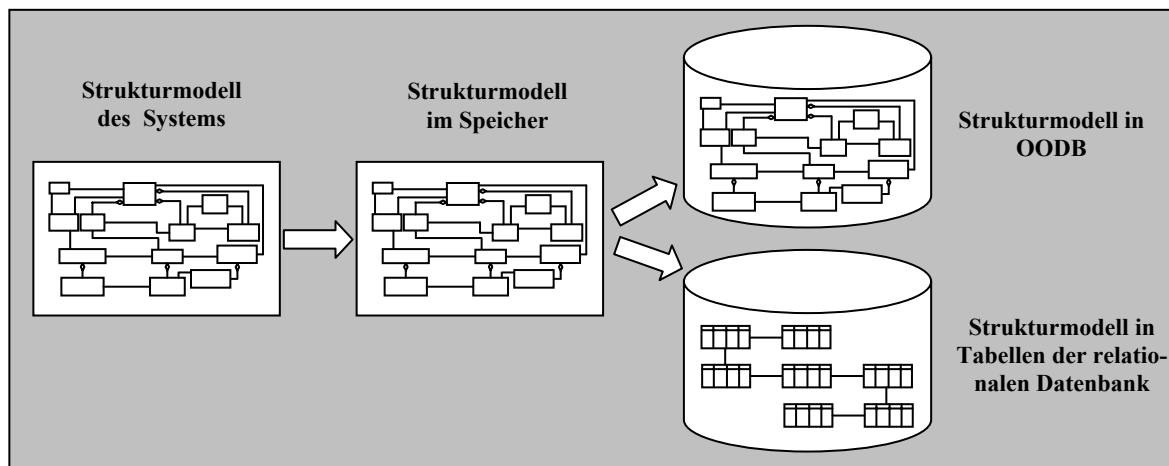 Strukturmodell
des Systems
Strukturmodell
im Speicher
Strukturmodell in
OODB
Strukturmodell in
Tabellen der relatio-
nalen Datenbank